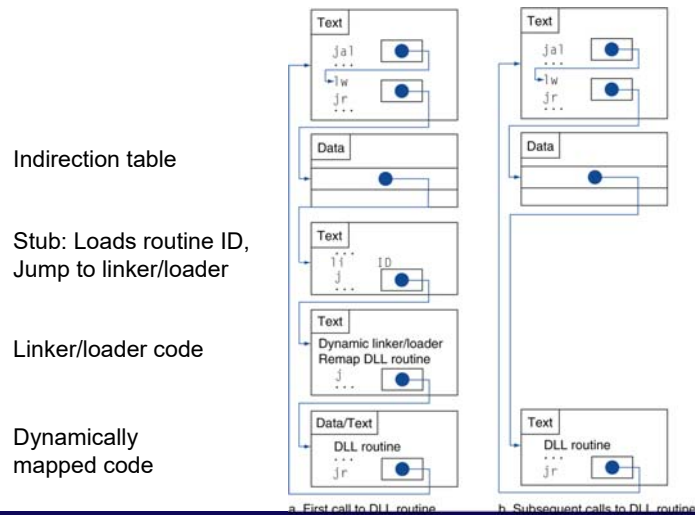 Indirection table
Stub: Loads routine ID,
Jump to linker/loader
Linker/loader code
Dynamically
mapped code
Text
jal
...
lw
jr
...
Data
Text
...
li ID
j
...
Text
Dynamic linker/loader
Remap DLL routine
j
...
Data/Text
DLL routine
...
jr
a. First call to DLL routine
Text
jal
...
lw
jr
...
Data
Text
DLL routine
...
jr
b. Subsequent calls to DLL routine